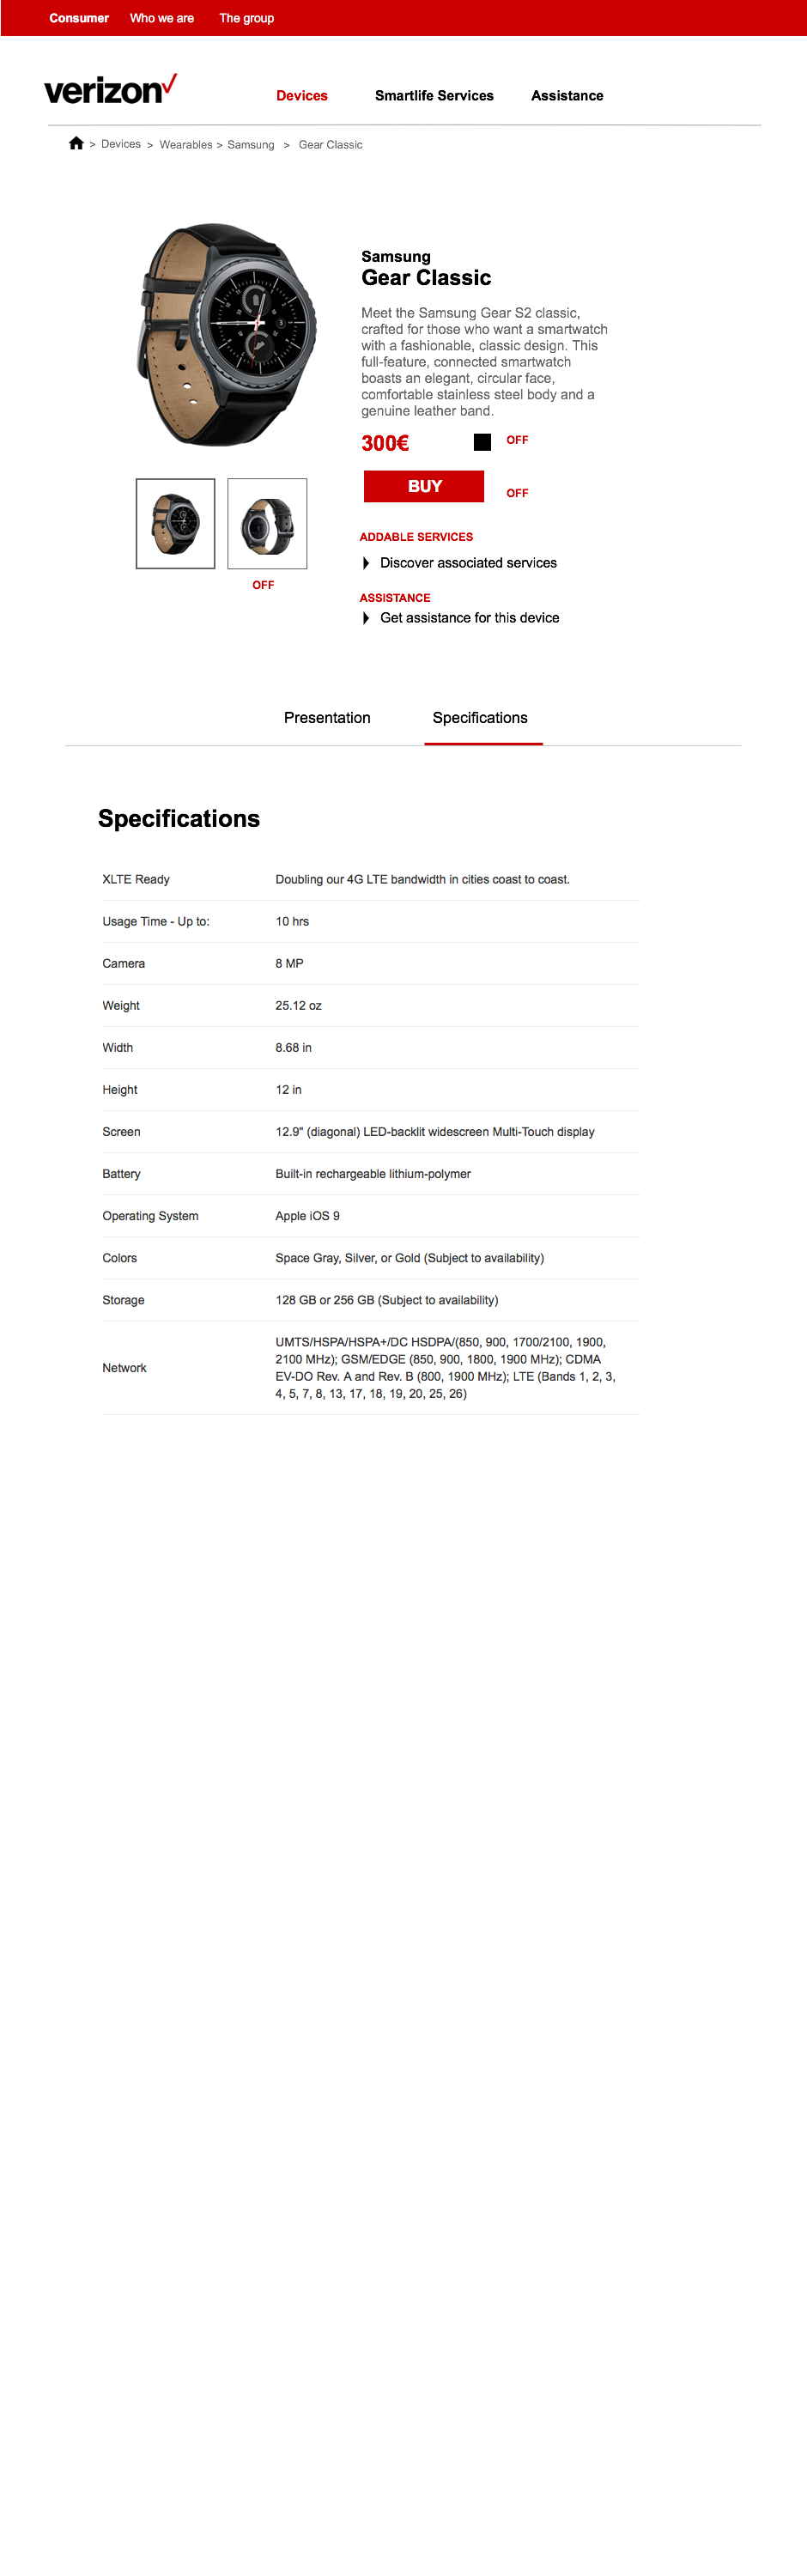 Consumer Who we are The group
verizon
Devices Smartlife Services Assistance
> Devices > Wearables > Samsung > Gear Classic
Samsung
Gear Classic
Meet the Samsung Gear S2 classic,
crafted for those who want a smartwatch
with a fashionable, classic design. This
full-feature, connected smartwatch
boasts an elegant, circular face,
comfortable stainless steel body and a
genuine leather band.
300€ OFF
BUY OFF
OFF
ADDABLE SERVICES
Discover associated services
ASSISTANCE
Get assistance for this device
Presentation Specifications
Specifications
XLTE Ready Doubling our 4G LTE bandwidth in cities coast to coast.
Usage Time - Up to: 10 hrs
Camera 8 MP
Weight 25.12 oz
Width 8.68 in
Height 12 in
Screen 12.9" (diagonal) LED-backlit widescreen Multi-Touch display
Battery Built-in rechargeable lithium-polymer
Operating System Apple iOS 9
Colors Space Gray, Silver, or Gold (Subject to availability)
Storage 128 GB or 256 GB (Subject to availability)
Network
UMTS/HSPA/HSPA+/DC HSDPA/(850, 900, 1700/2100, 1900,
2100 MHz); GSM/EDGE (850, 900, 1800, 1900 MHz); CDMA
EV-DO Rev. A and Rev. B (800, 1900 MHz); LTE (Bands 1, 2, 3,
4, 5, 7, 8, 13, 17, 18, 19, 20, 25, 26)